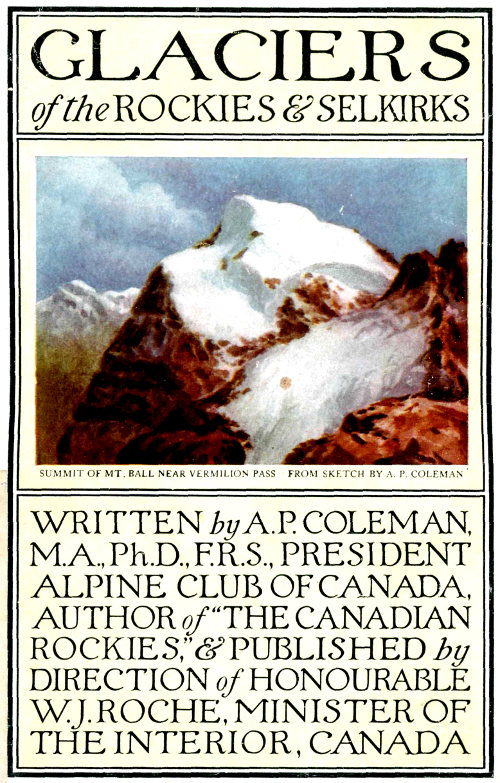 GLACIERS
of the ROCKIES & SELKIRKS
SUMMIT OF MT. BALL NEAR VERMILION PASS FROM SKETCH BY A. P. COLEMAN
WRITTEN by A.P. COLEMAN,
M.A., Ph.D., F.R.S., PRESIDENT
ALPINE CLUB OF CANADA,
AUTHOR of "THE CANADIAN
ROCKIES," & PUBLISHED by
DIRECTION of HONOURABLE
W.J. ROCHE, MINISTER OF
THE INTERIOR, CANADA